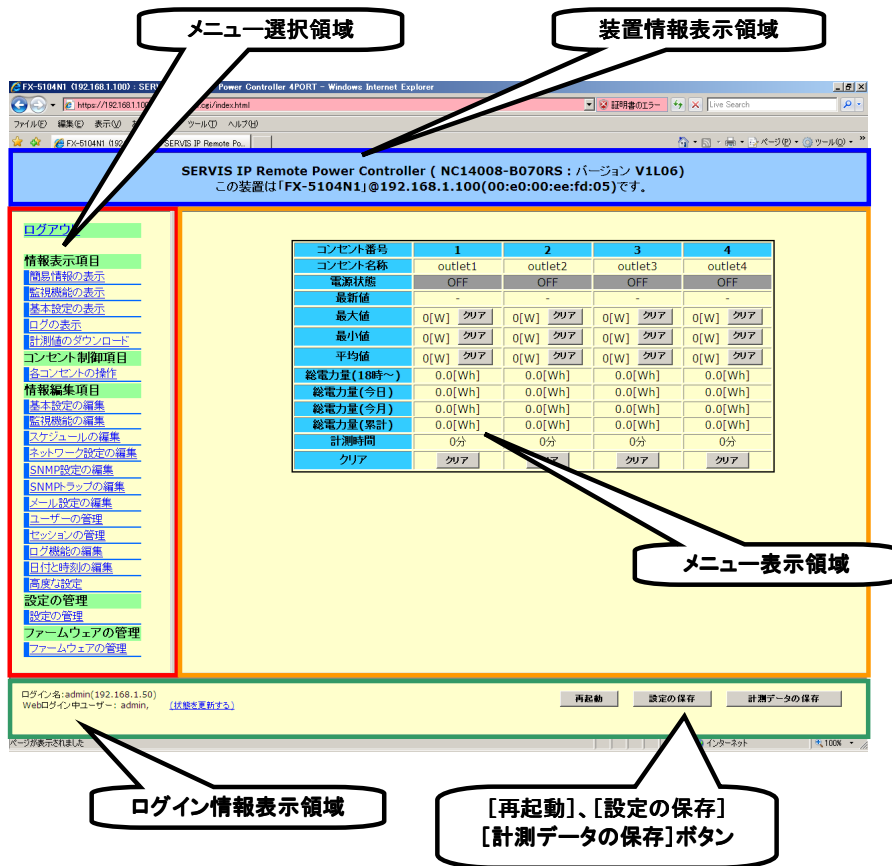 メニュー選択領域
装置情報表示領域
FX-5104N1 (192.168.1.100) : SERV
Power Controller 4PORT - Windows Internet Explorer
https://192.168.1.100
.cgi/index.html
証明書のエラー
Live Search
ファイル(F) 編集(E) 表示(V)
ツール(T) ヘルプ(H)
FX-5104N1 (192
SERVIS IP Remote Po...
ページ(P)
ツール(O)
SERVIS IP Remote Power Controller ( NC14008-B070RS : バージョン V1L06)
この装置は「FX-5104N1」@192.168.1.100(00:e0:00:ee:fd:05)です。
情報表示項目
簡易情報の表示
監視機能の表示
基本設定の表示
ログの表示
計測値のダウンロード
コンセント制御項目
各コンセントの操作
情報編集項目
基本設定の編集
監視機能の編集
スケジュールの編集
ネットワーク設定の編集
SNMP設定の編集
SNMPトラップの編集
メール設定の編集
ユーザーの管理
セッションの管理
ログ機能の編集
日付と時刻の編集
高度な設定
設定の管理
設定の管理
ファームウェアの管理
ファームウェアの管理
コンセント番号 1 2 3 4
コンセント名称 outlet1 outlet2 outlet3 outlet4
電源状態 OFF OFF OFF OFF
最新値 - - - -
最大値 0[W] クリア 0[W] クリア 0[W] クリア 0[W] クリア
最小値 0[W] クリア 0[W] クリア 0[W] クリア 0[W] クリア
平均値 0[W] クリア 0[W] クリア 0[W] クリア 0[W] クリア
総電力量(18時～) 0.0[Wh] 0.0[Wh] 0.0[Wh] 0.0[Wh]
総電力量(今日) 0.0[Wh] 0.0[Wh] 0.0[Wh] 0.0[Wh]
総電力量(今月) 0.0[Wh] 0.0[Wh] 0.0[Wh] 0.0[Wh]
総電力量(累計) 0.0[Wh] 0.0[Wh] 0.0[Wh] 0.0[Wh]
計測時間 0分 0分 0分 0分
クリア クリア クリア クリア クリア
メニュー表示領域
ログイン名:admin(192.168.1.50)
Webログイン中ユーザー: admin, (状態を更新する)
再起動 設定の保存 計測データの保存
ページが表示されました
インターネット
100%
ログイン情報表示領域
[再起動]、[設定の保存]
[計測データの保存]ボタン